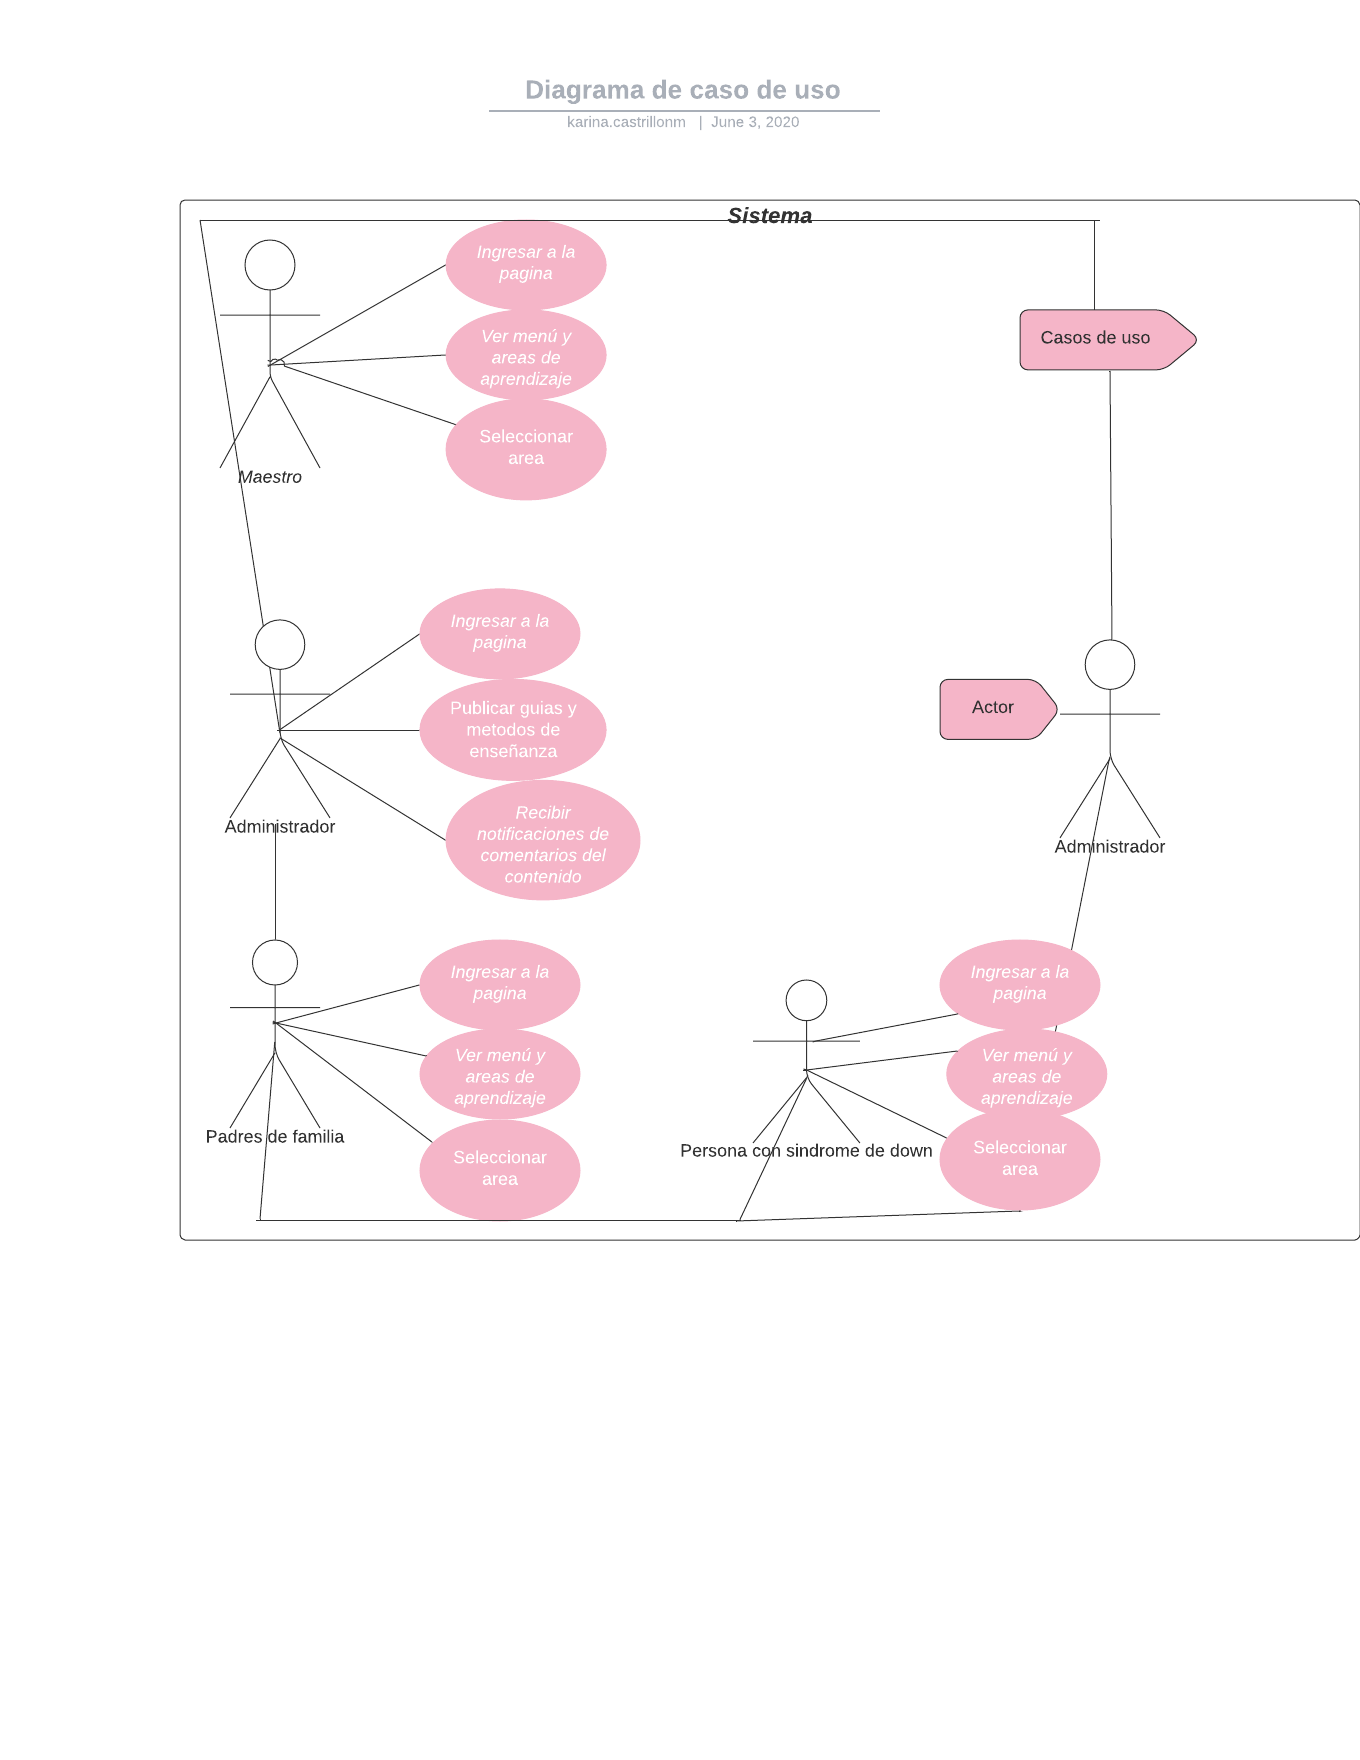 Diagrama de caso de uso
karina.castrillonm | June 3, 2020
Sistema
Ingresar a la
pagina
Ver menú y
areas de
aprendizaje
Seleccionar
area
Maestro
Casos de uso
Ingresar a la
pagina
Publicar guias y
metodos de
enseñanza
Recibir
notificaciones de
comentarios del
contenido
Administrador
Actor
Administrador
Ingresar a la
pagina
Ver menú y
areas de
aprendizaje
Seleccionar
area
Padres de familia
Ingresar a la
pagina
Ver menú y
areas de
aprendizaje
Seleccionar
area
Persona con sindrome de down